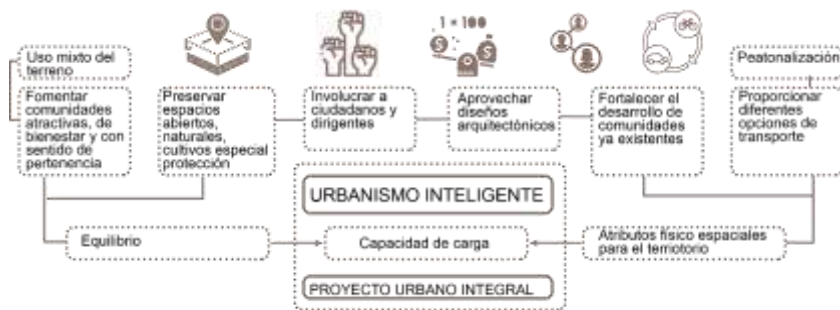 1 = 100
Uso mixto del
terreno
Peatonalización
Fomentar
comunidades
atractivas, de
bienestar y con
sentido de
pertenencia
Preservar
espacios
abiertos,
naturales,
cultivos especial
protección
Involucrar a
ciudadanos y
dirigentes
Aprovechar
diseños
arquitectónicos
Fortalecer el
desarrollo de
comunidades
ya existentes
Proporcionar
diferentes
opciones de
transporte
URBANISMO INTELIGENTE
Equilibrio
Capacidad de carga
Atributos físico espaciales
para el terriotorio
PROYECTO URBANO INTEGRAL